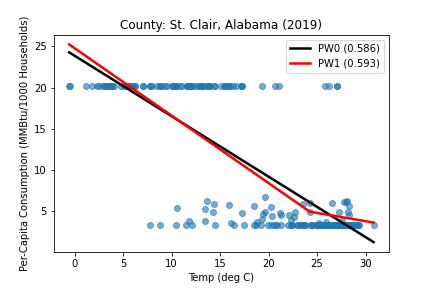 County: St. Clair, Alabama (2019)
Per-Capita Consumption (MMBtu/1000 Households)
25
20
15
10
5
PW0 (0.586)
PW1 (0.593)
0 5 10 15 20 25 30
Temp (deg C)